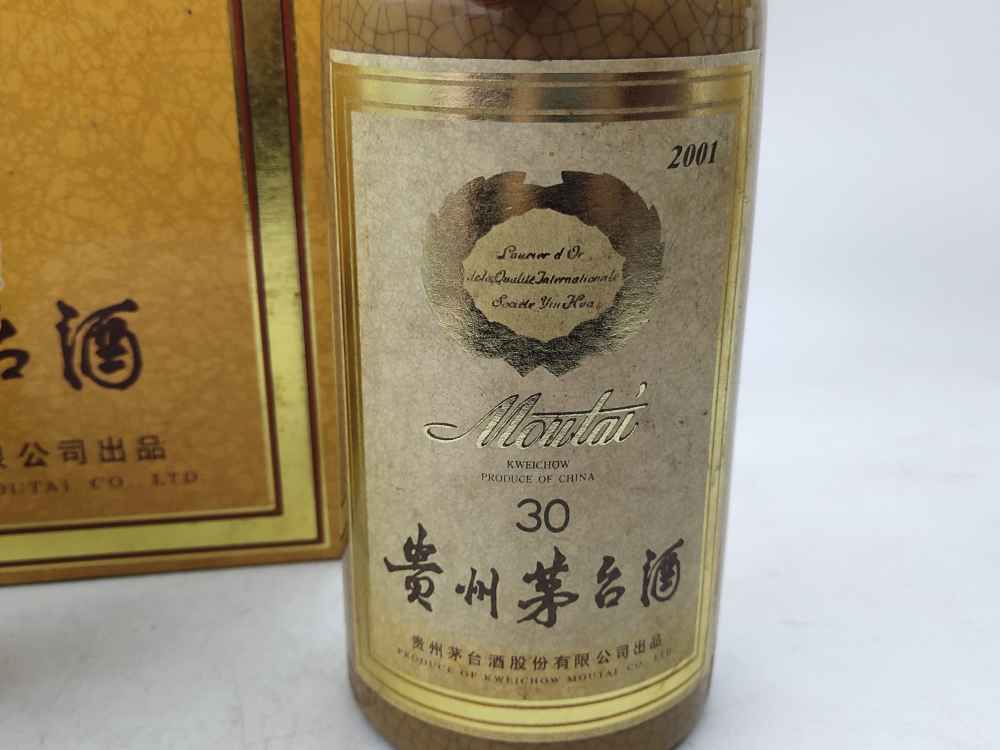 台酒
公司出品
MOUTAI CO. LTD
2001
Laurier d'Or
de la Qualité Internationale
Societe Yin Hua
Moutai
KWEICHOW
PRODUCE OF CHINA
30
贵州茅台酒
贵州茅台酒股份有限公司出品
PRODUCE OF KWEICHOW MOUTAI CO. LTD.